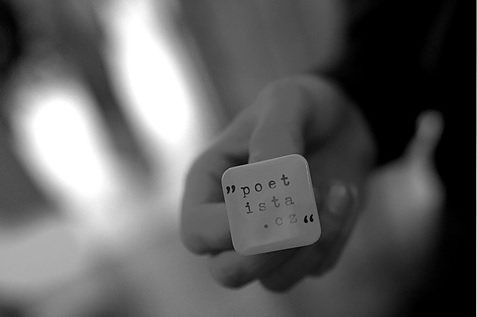 ”poet
ista
.cz“